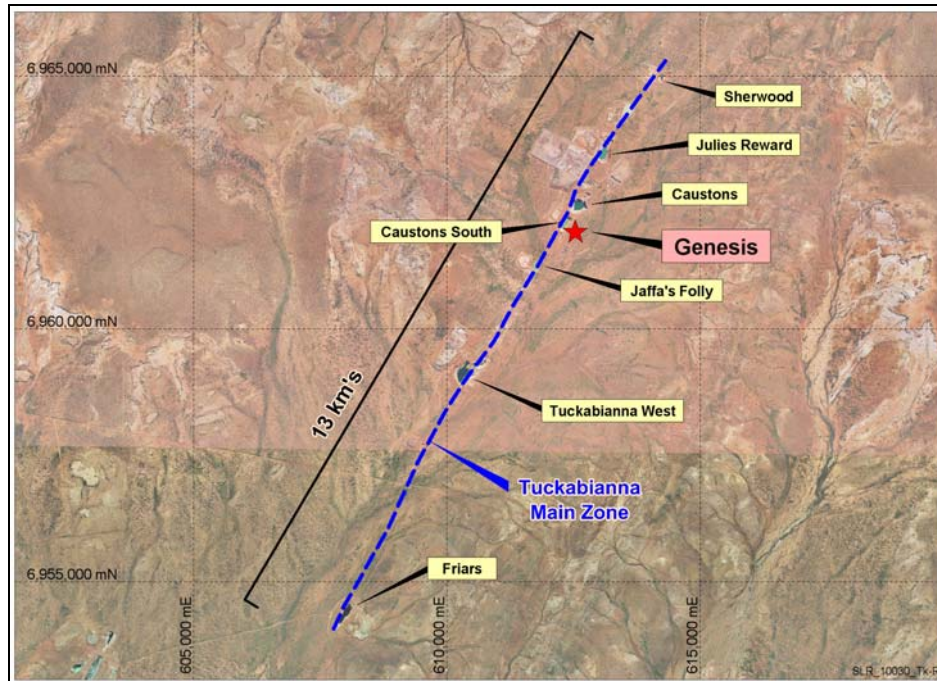 6,965,000 mN
Sherwood
Julies Reward
Caustons
Caustons South
Genesis
Jaffa's Folly
6,960,000 mN
13 km's
Tuckabianna West
Tuckabianna
Main Zone
Friars
6,955,000 mN
605,000 mE
610,000 mE
615,000 mE